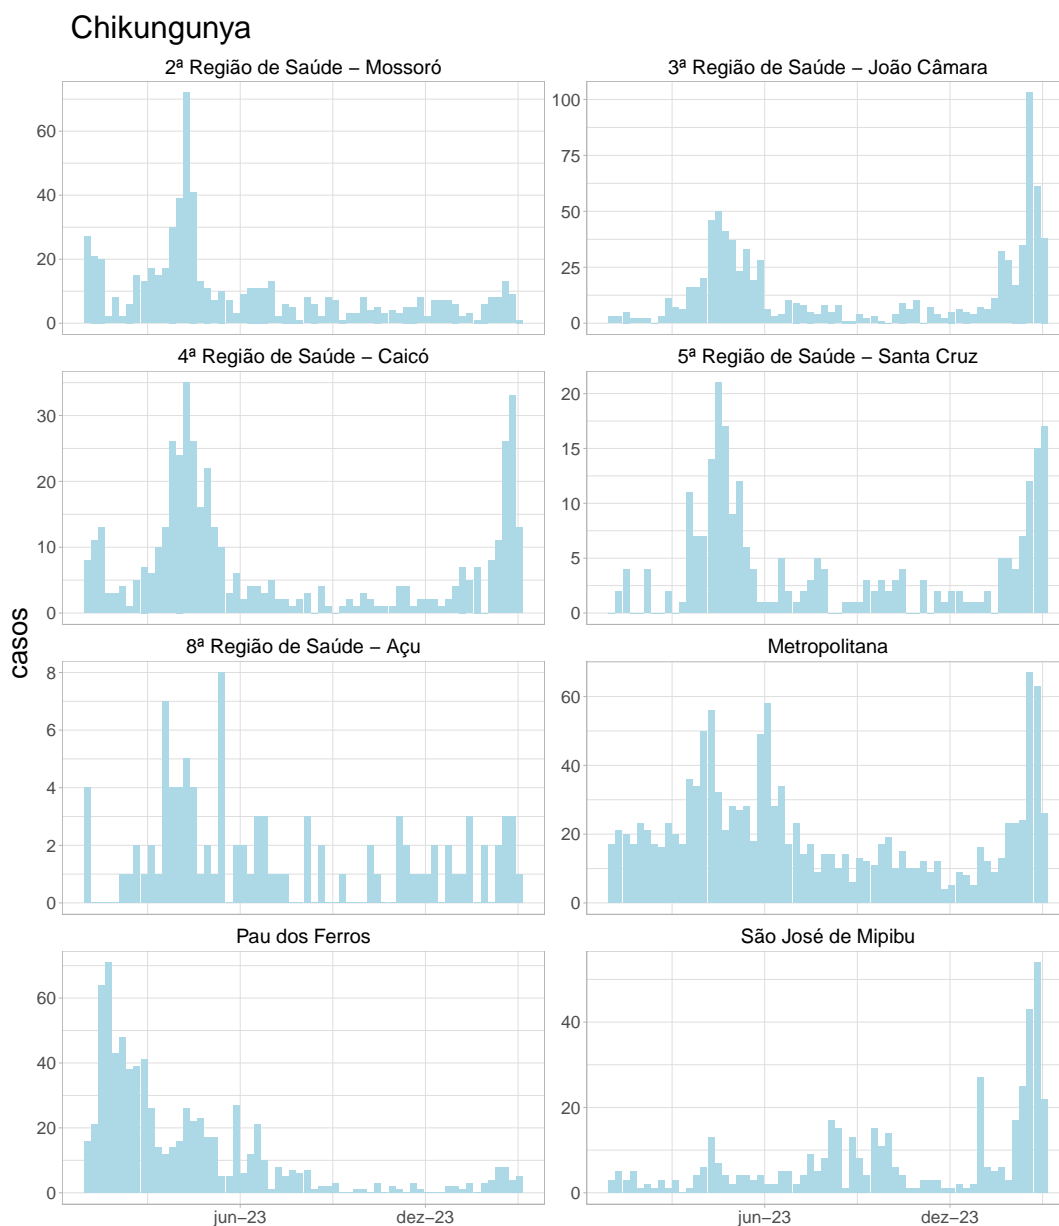 Chikungunya
2ª Região de Saúde – Mossoró
3ª Região de Saúde – João Câmara
60
40
20
0
100
75
50
25
0
4ª Região de Saúde – Caicó
5ª Região de Saúde – Santa Cruz
30
20
10
0
20
15
10
5
0
casos
8ª Região de Saúde – Açu
Metropolitana
8
6
4
2
0
60
40
20
0
Pau dos Ferros
São José de Mipibu
60
40
20
0
40
20
0
jun–23
dez–23
jun–23
dez–23